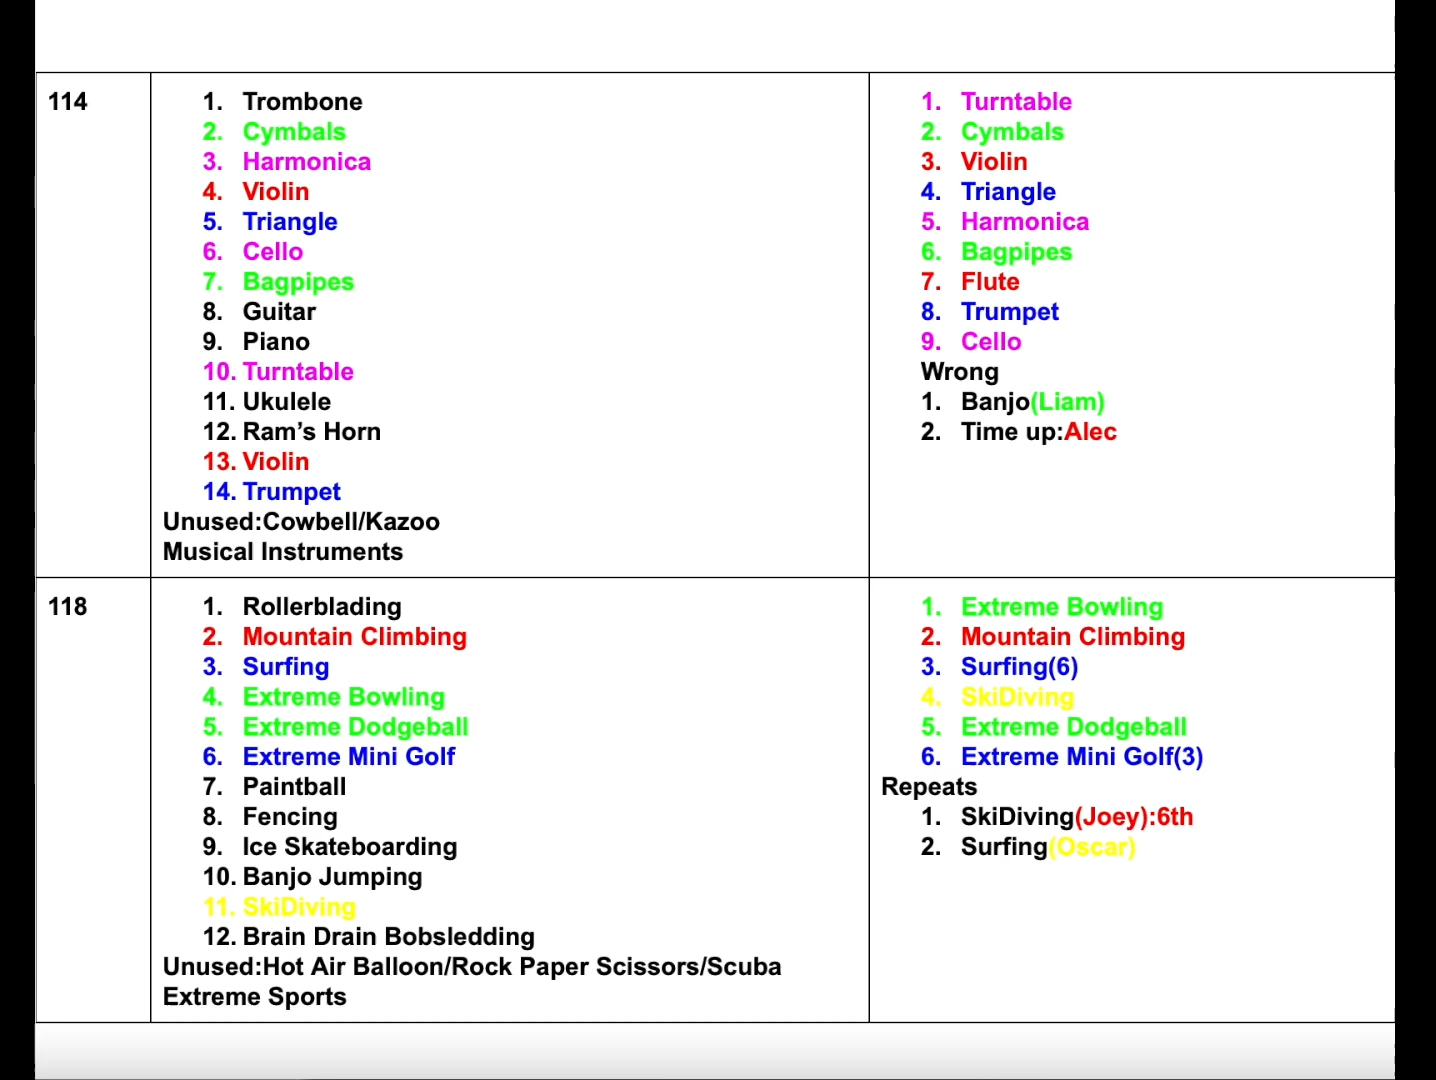 114
1. Trombone
2. Cymbals
3. Harmonica
4. Violin
5. Triangle
6. Cello
7. Bagpipes
8. Guitar
9. Piano
10. Turntable
11. Ukulele
12. Ram’s Horn
13. Violin
14. Trumpet
Unused:Cowbell/Kazoo
Musical Instruments
1. Turntable
2. Cymbals
3. Violin
4. Triangle
5. Harmonica
6. Bagpipes
7. Flute
8. Trumpet
9. Cello
Wrong
1. Banjo(Liam)
2. Time up:Alec
118
1. Rollerblading
2. Mountain Climbing
3. Surfing
4. Extreme Bowling
5. Extreme Dodgeball
6. Extreme Mini Golf
7. Paintball
8. Fencing
9. Ice Skateboarding
10. Banjo Jumping
11. SkiDiving
12. Brain Drain Bobsledding
Unused:Hot Air Balloon/Rock Paper Scissors/Scuba
Extreme Sports
1. Extreme Bowling
2. Mountain Climbing
3. Surfing(6)
4. SkiDiving
5. Extreme Dodgeball
6. Extreme Mini Golf(3)
Repeats
1. SkiDiving(Joey):6th
2. Surfing(Oscar)